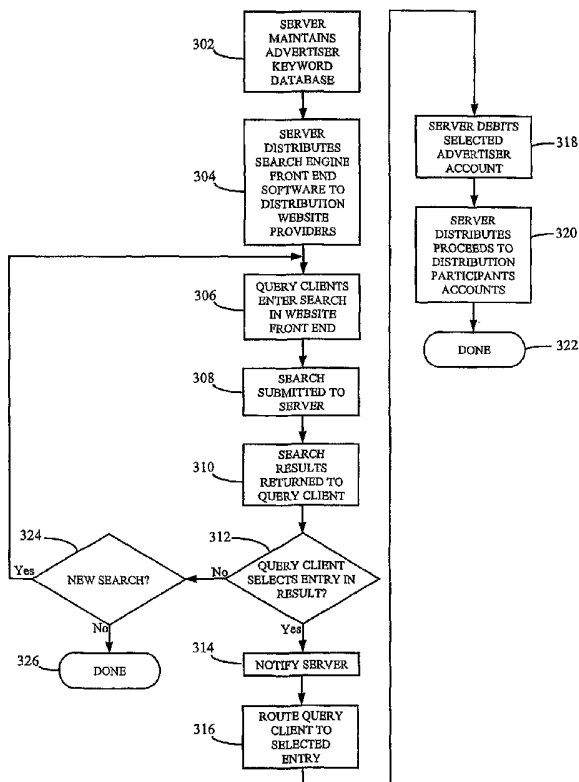 302
SERVER
MAINTAINS
ADVERTISER
KEYWORD
DATABASE
304
SERVER
DISTRIBUTES
SEARCH ENGINE
FRONT END
SOFTWARE TO
DISTRIBUTION
WEBSITE
PROVIDERS
306
QUERY CLIENTS
ENTER SEARCH
IN WEBSITE
FRONT END
308
SEARCH
SUBMITTED TO
SERVER
310
SEARCH
RESULTS
RETURNED TO
QUERY CLIENT
312
QUERY CLIENT
SELECTS ENTRY IN
RESULT?
No
Yes
324
NEW SEARCH?
Yes
No
326
DONE
314
NOTIFY SERVER
316
ROUTE QUERY
CLIENT TO
SELECTED
ENTRY
SERVER DEBITS
SELECTED
ADVERTISER
ACCOUNT
318
SERVER
DISTRIBUTES
PROCEEDS TO
DISTRIBUTION
PARTICIPANTS
ACCOUNTS
320
DONE
322